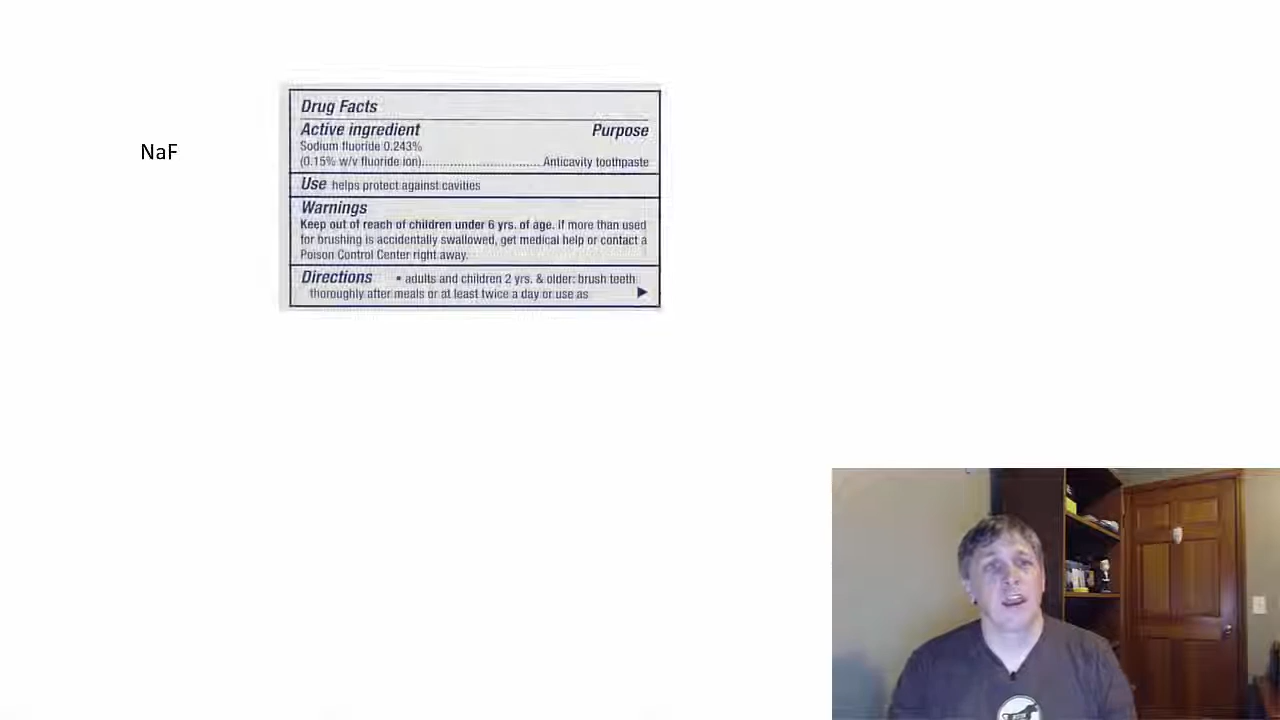 NaF
Drug Facts
Active ingredient Purpose
Sodium fluoride 0.243%
(0.15% w/v fluoride ion)............................... Anticavity toothpaste
Use helps protect against cavities
Warnings
Keep out of reach of children under 6 yrs. of age. If more than used
for brushing is accidentally swallowed, get medical help or contact a
Poison Control Center right away.
Directions ▪ adults and children 2 yrs. & older: brush teeth
thoroughly after meals or at least twice a day or use as